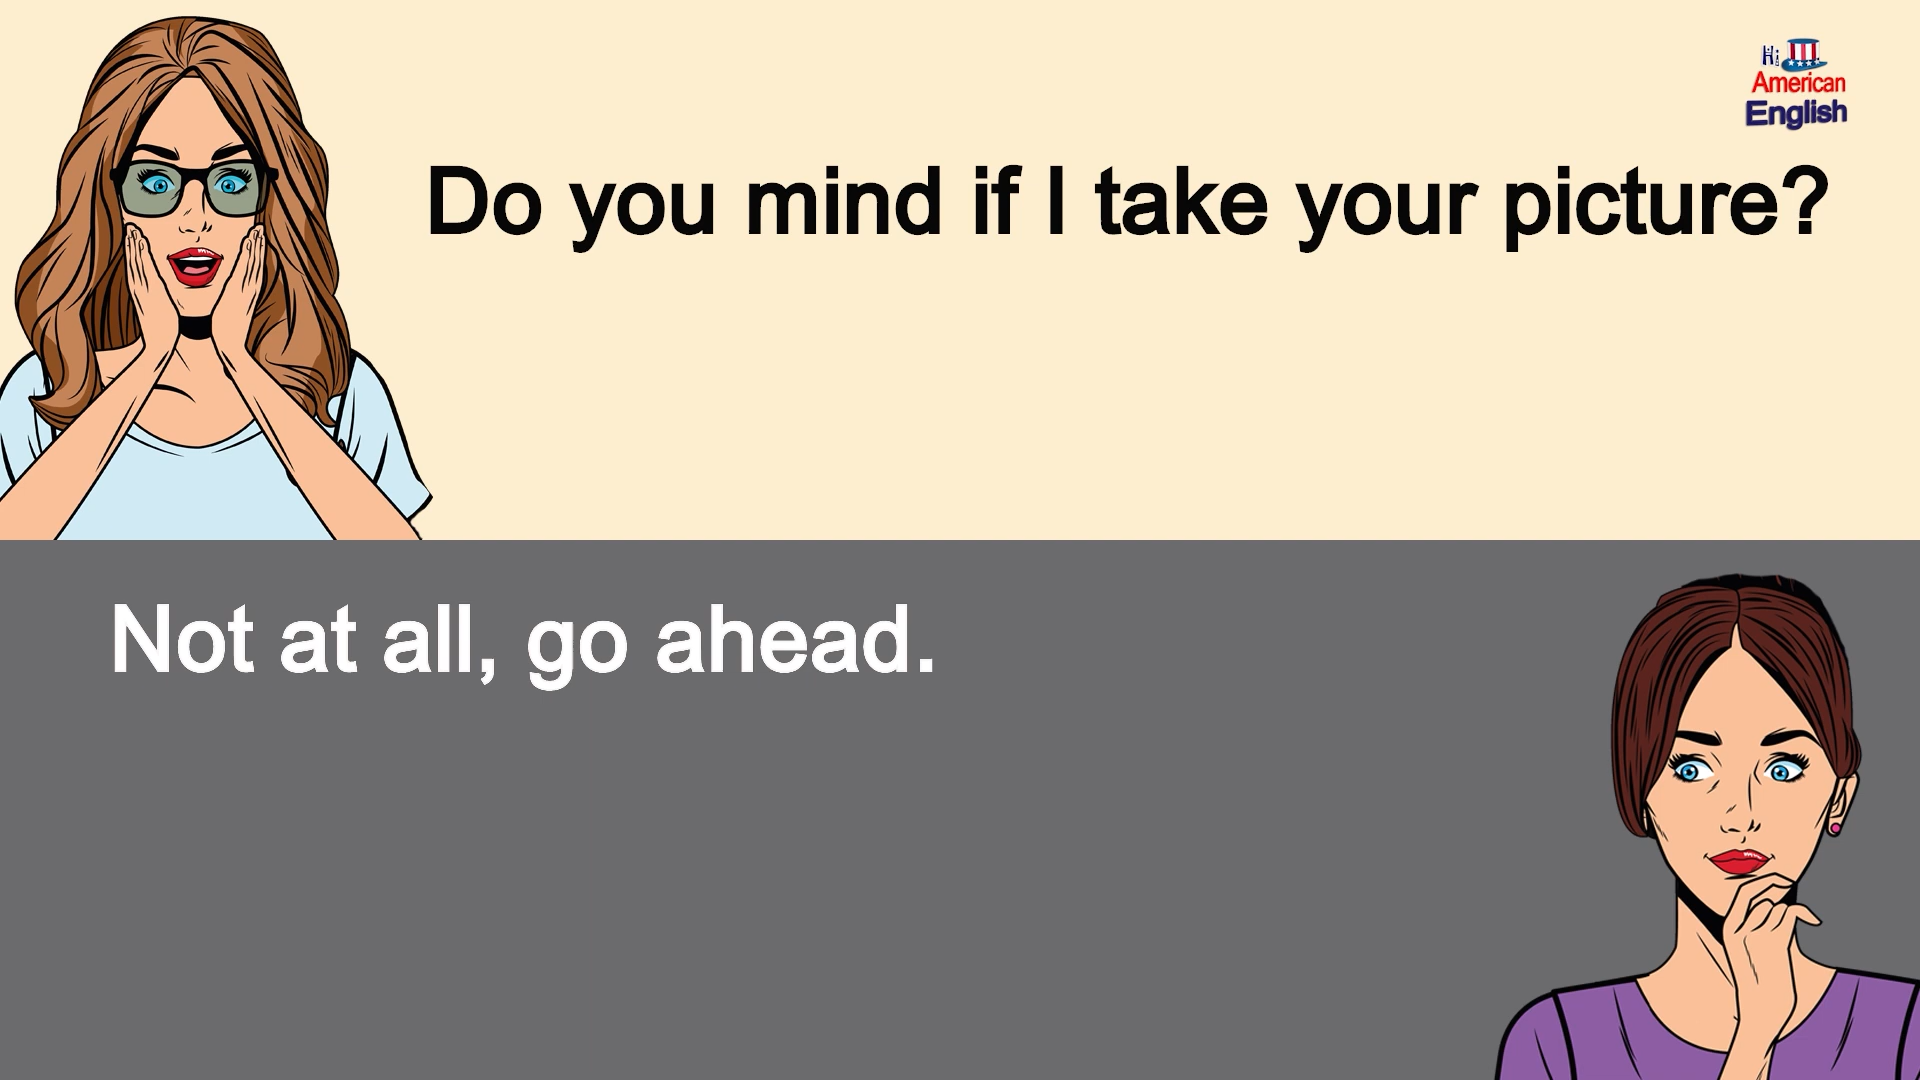 Hi
American
English
Do you mind if I take your picture?
Not at all, go ahead.